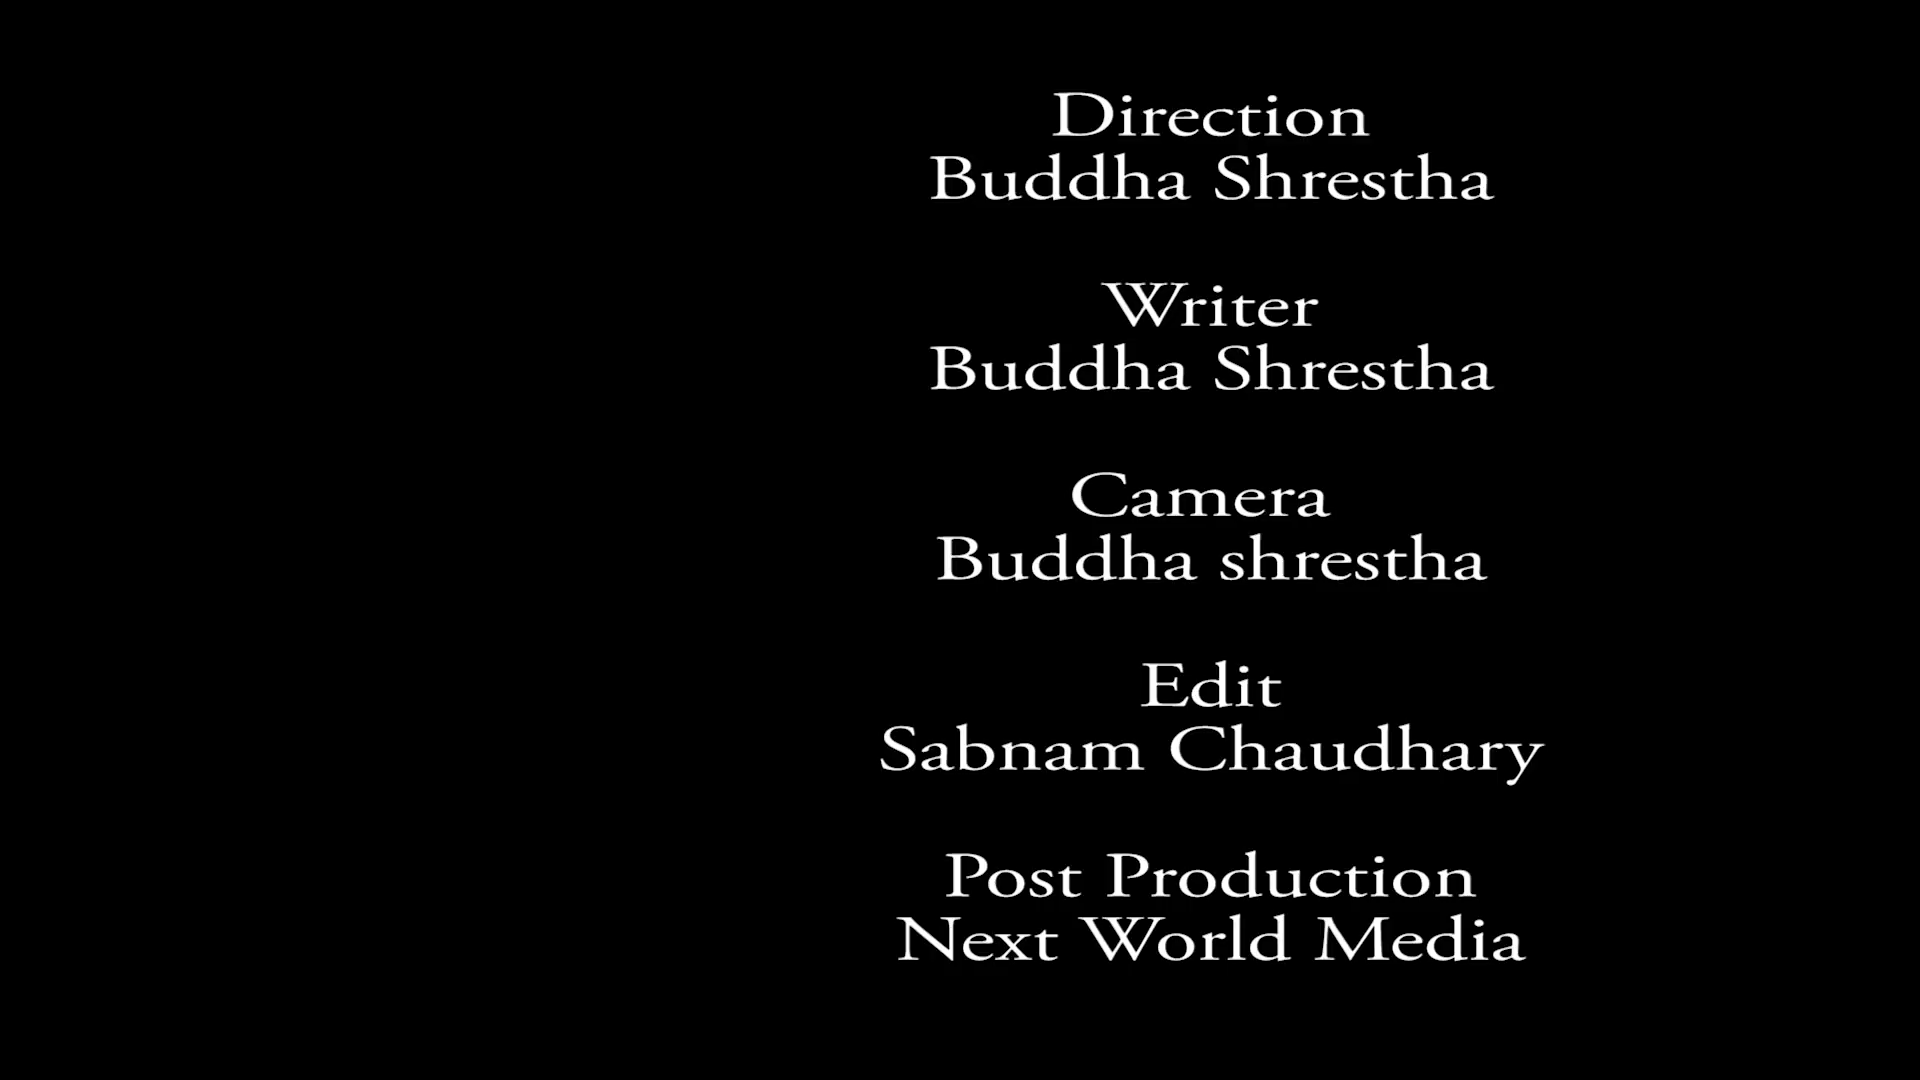 Direction
Buddha Shrestha
Writer
Buddha Shrestha
Camera
Buddha shrestha
Edit
Sabnam Chaudhary
Post Production
Next World Media